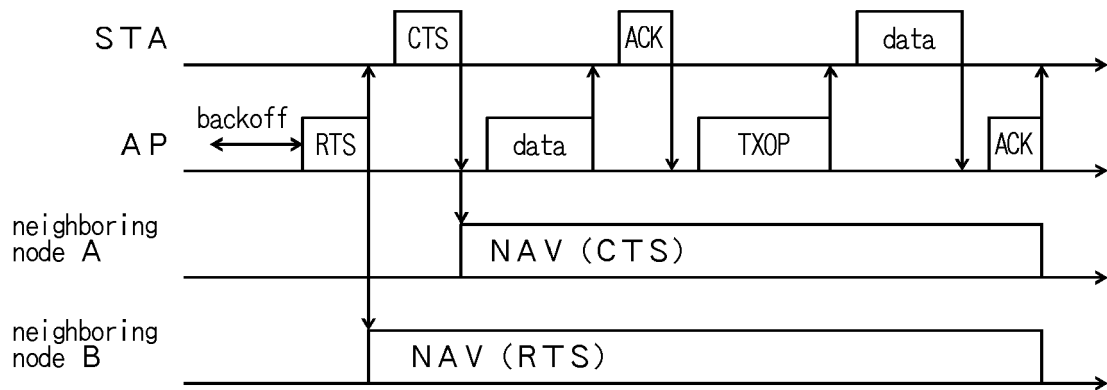 STA
CTS
ACK
data
AP
backoff
RTS
data
TXOP
ACK
neighboring
node A
NAV (CTS)
neighboring
node B
NAV (RTS)